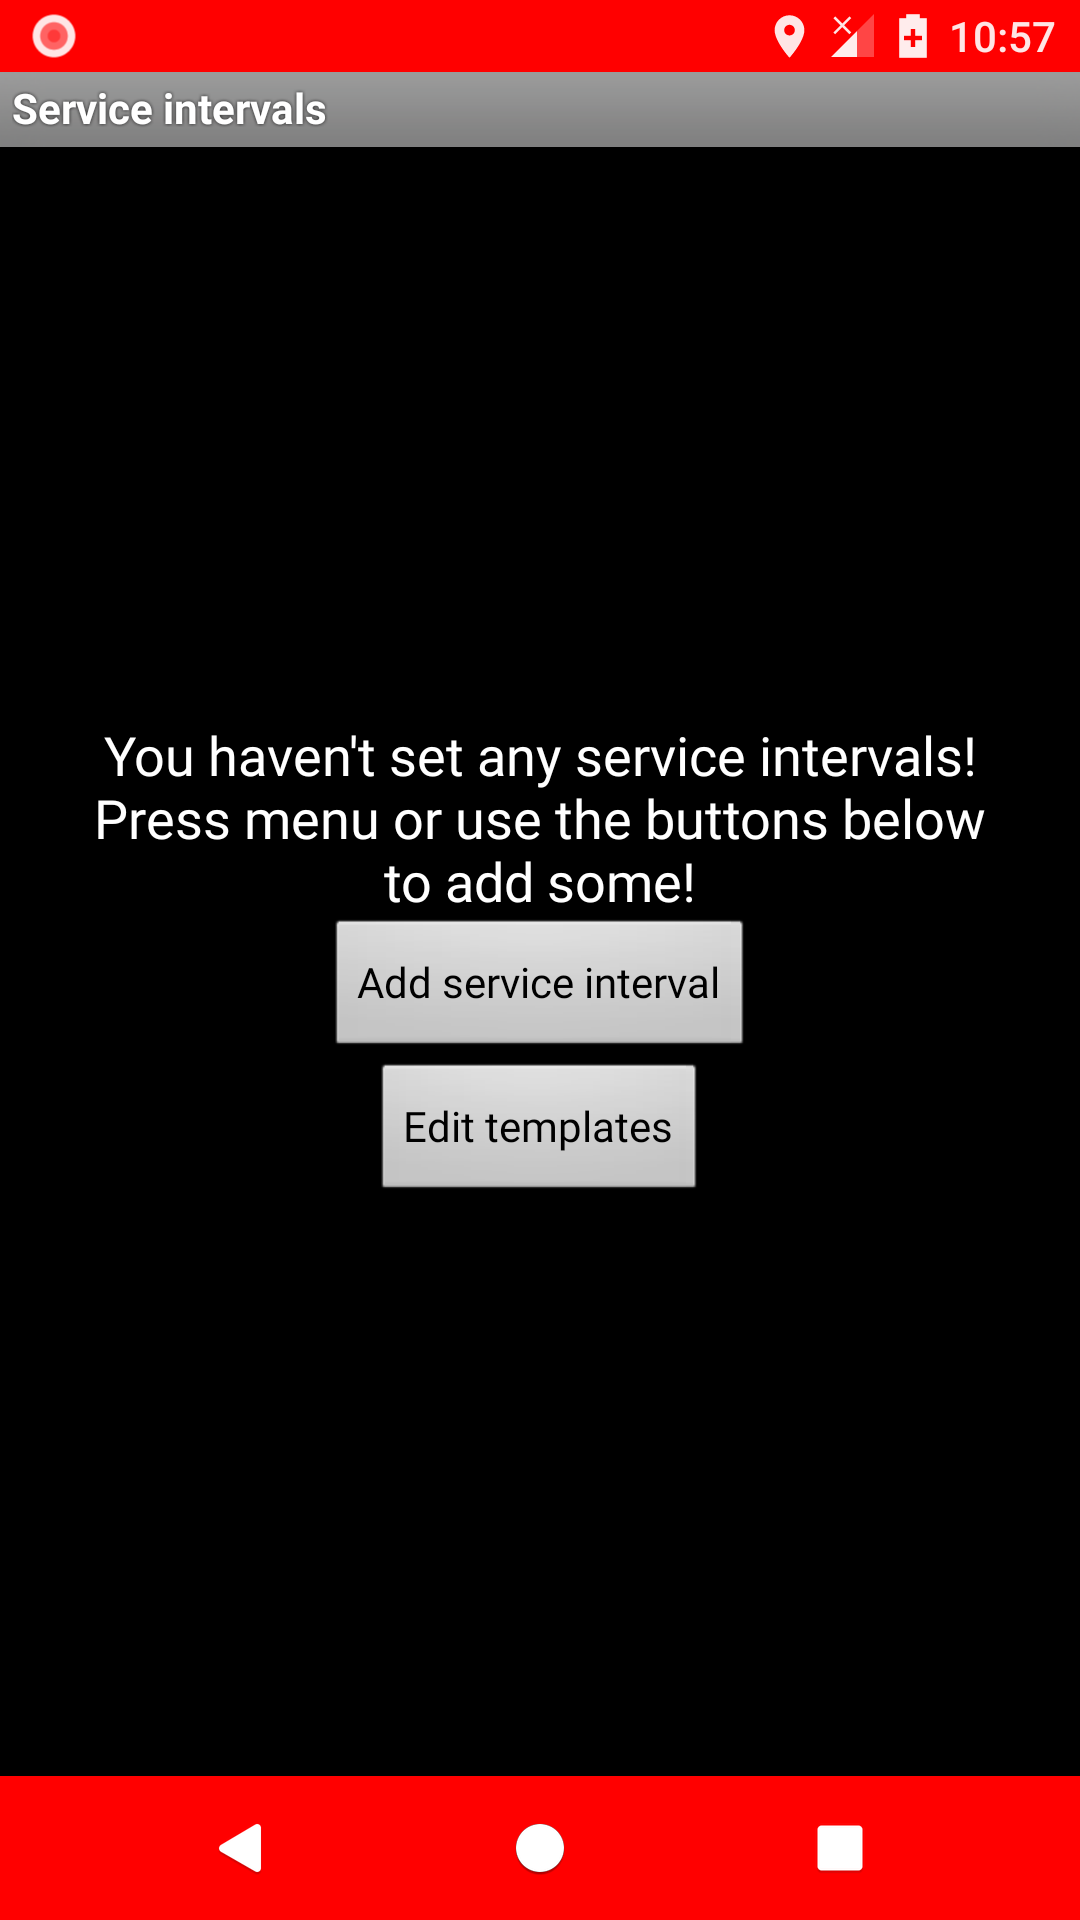 10:57
Service intervals
You haven't set any service intervals!
Press menu or use the buttons below
to add some!
Add service interval
Edit templates